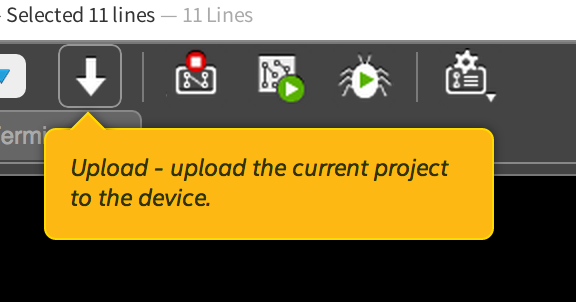 Selected 11 lines — 11 Lines
Upload - upload the current project
to the device.